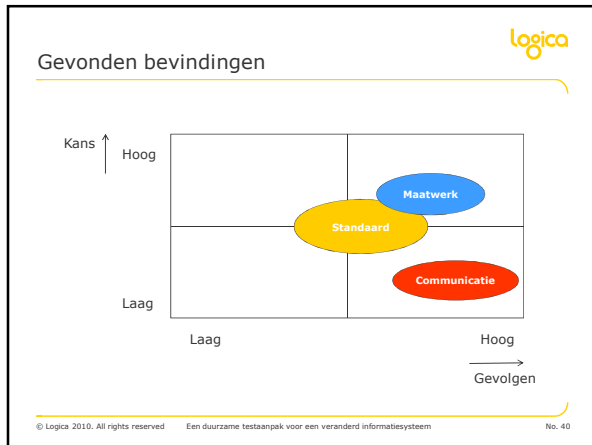 logica
Gevonden bevindingen
Kans
Hoog
Maatwerk
Standaard
Communicatie
Laag
Laag
Hoog
Gevolgen
© Logica 2010. All rights reserved
Een duurzame testaanpak voor een veranderd informatiesysteem
No. 40